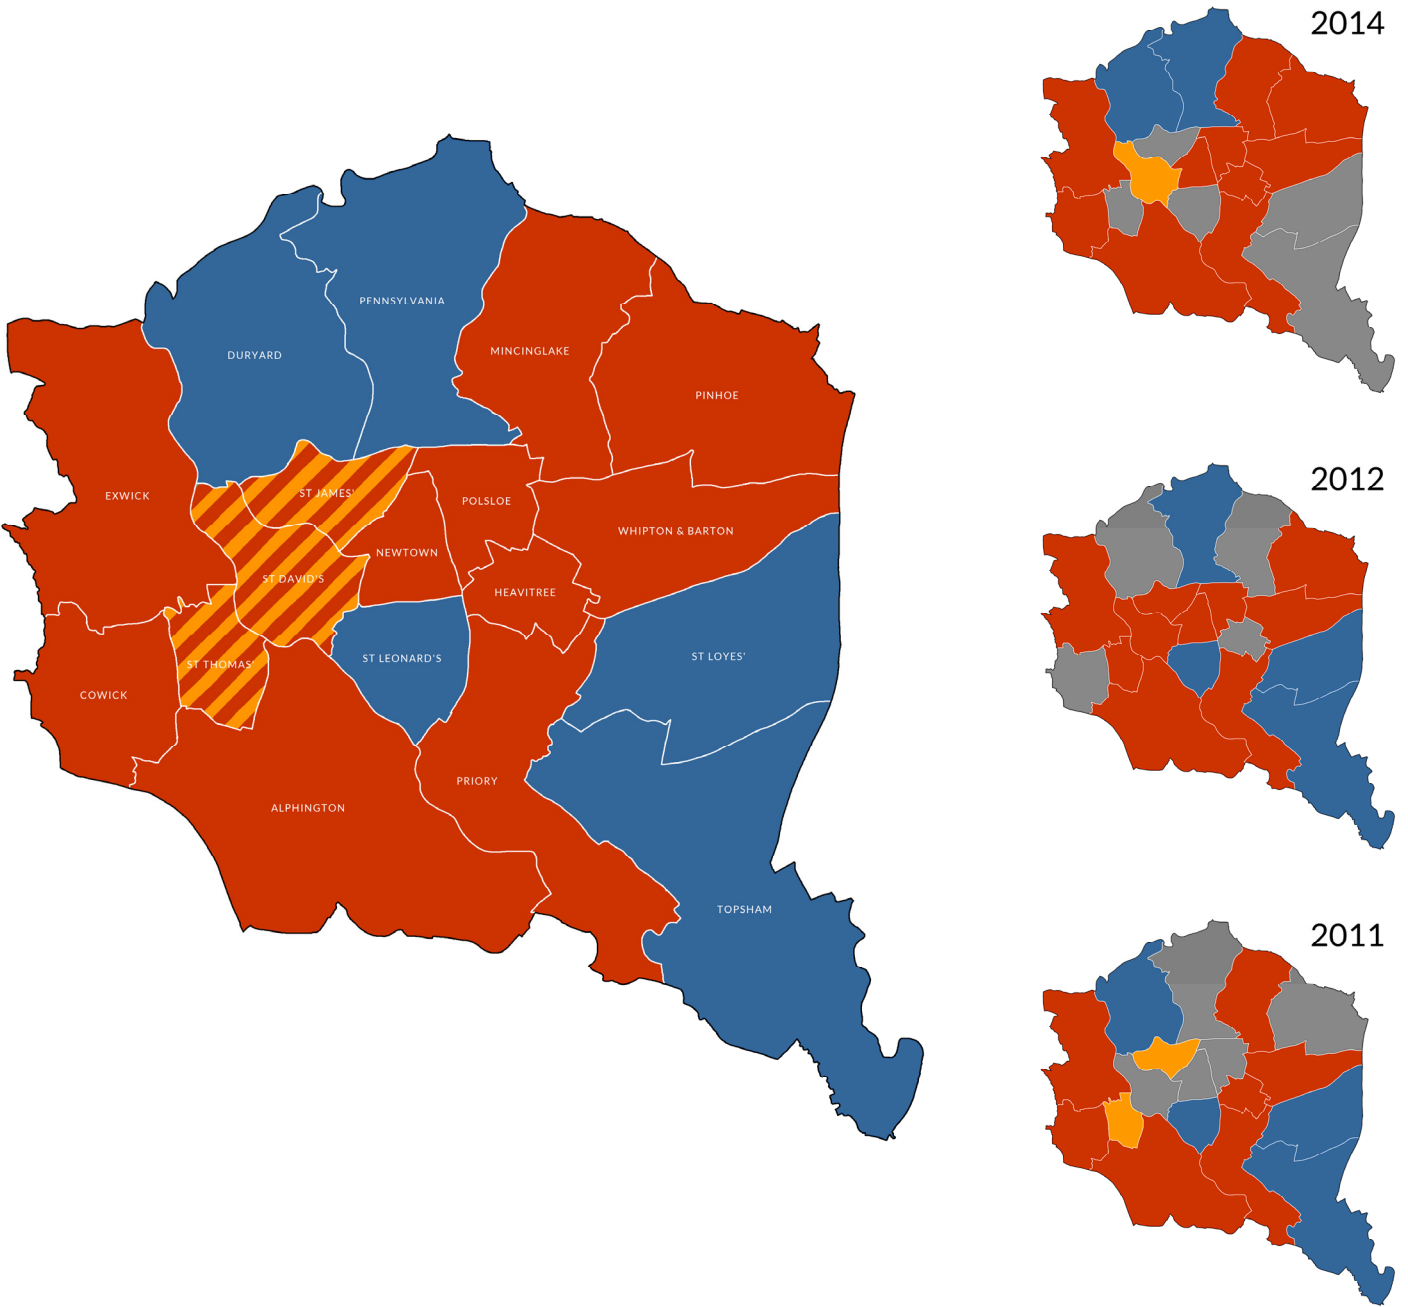 2014
PENNSYLVANIA
DURYARD
MINCINGLAKE
PINHOE
2012
EXWICK
ST JAMES'
POLSLOE
WHIPTON & BARTON
NEWTOWN
ST DAVID'S
HEAVITREE
ST LEONARD'S
ST LOYES'
ST THOMAS'
COWICK
PRIORY
ALPHINGTON
TOPSHAM
2011